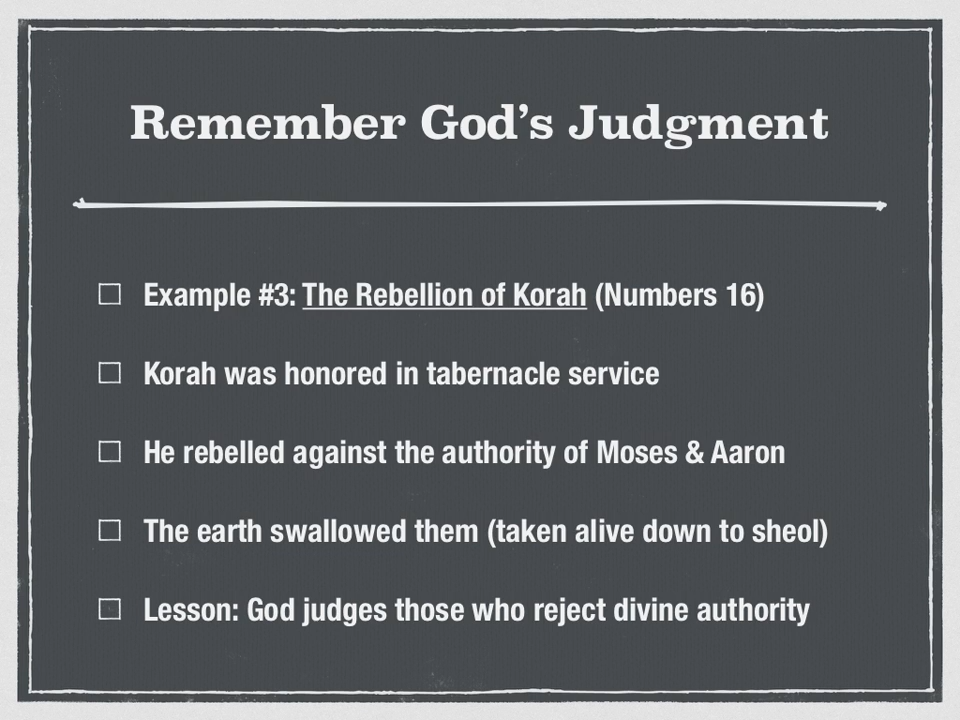 Remember God’s Judgment
Example #3: The Rebellion of Korah (Numbers 16)
Korah was honored in tabernacle service
He rebelled against the authority of Moses & Aaron
The earth swallowed them (taken alive down to sheol)
Lesson: God judges those who reject divine authority